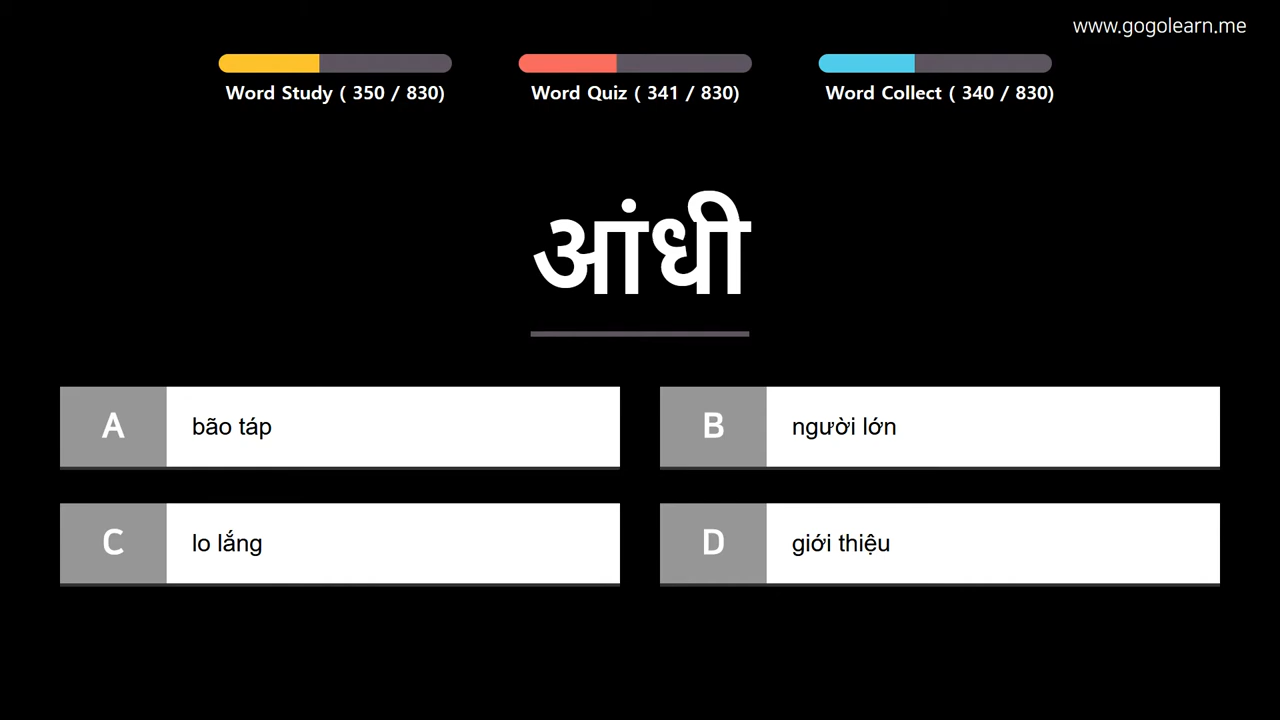 www.gogolearn.me
Word Study ( 350 / 830)
Word Quiz ( 341 / 830)
Word Collect ( 340 / 830)
आंधी
A bão táp
B người lớn
C lo lắng
D giới thiệu